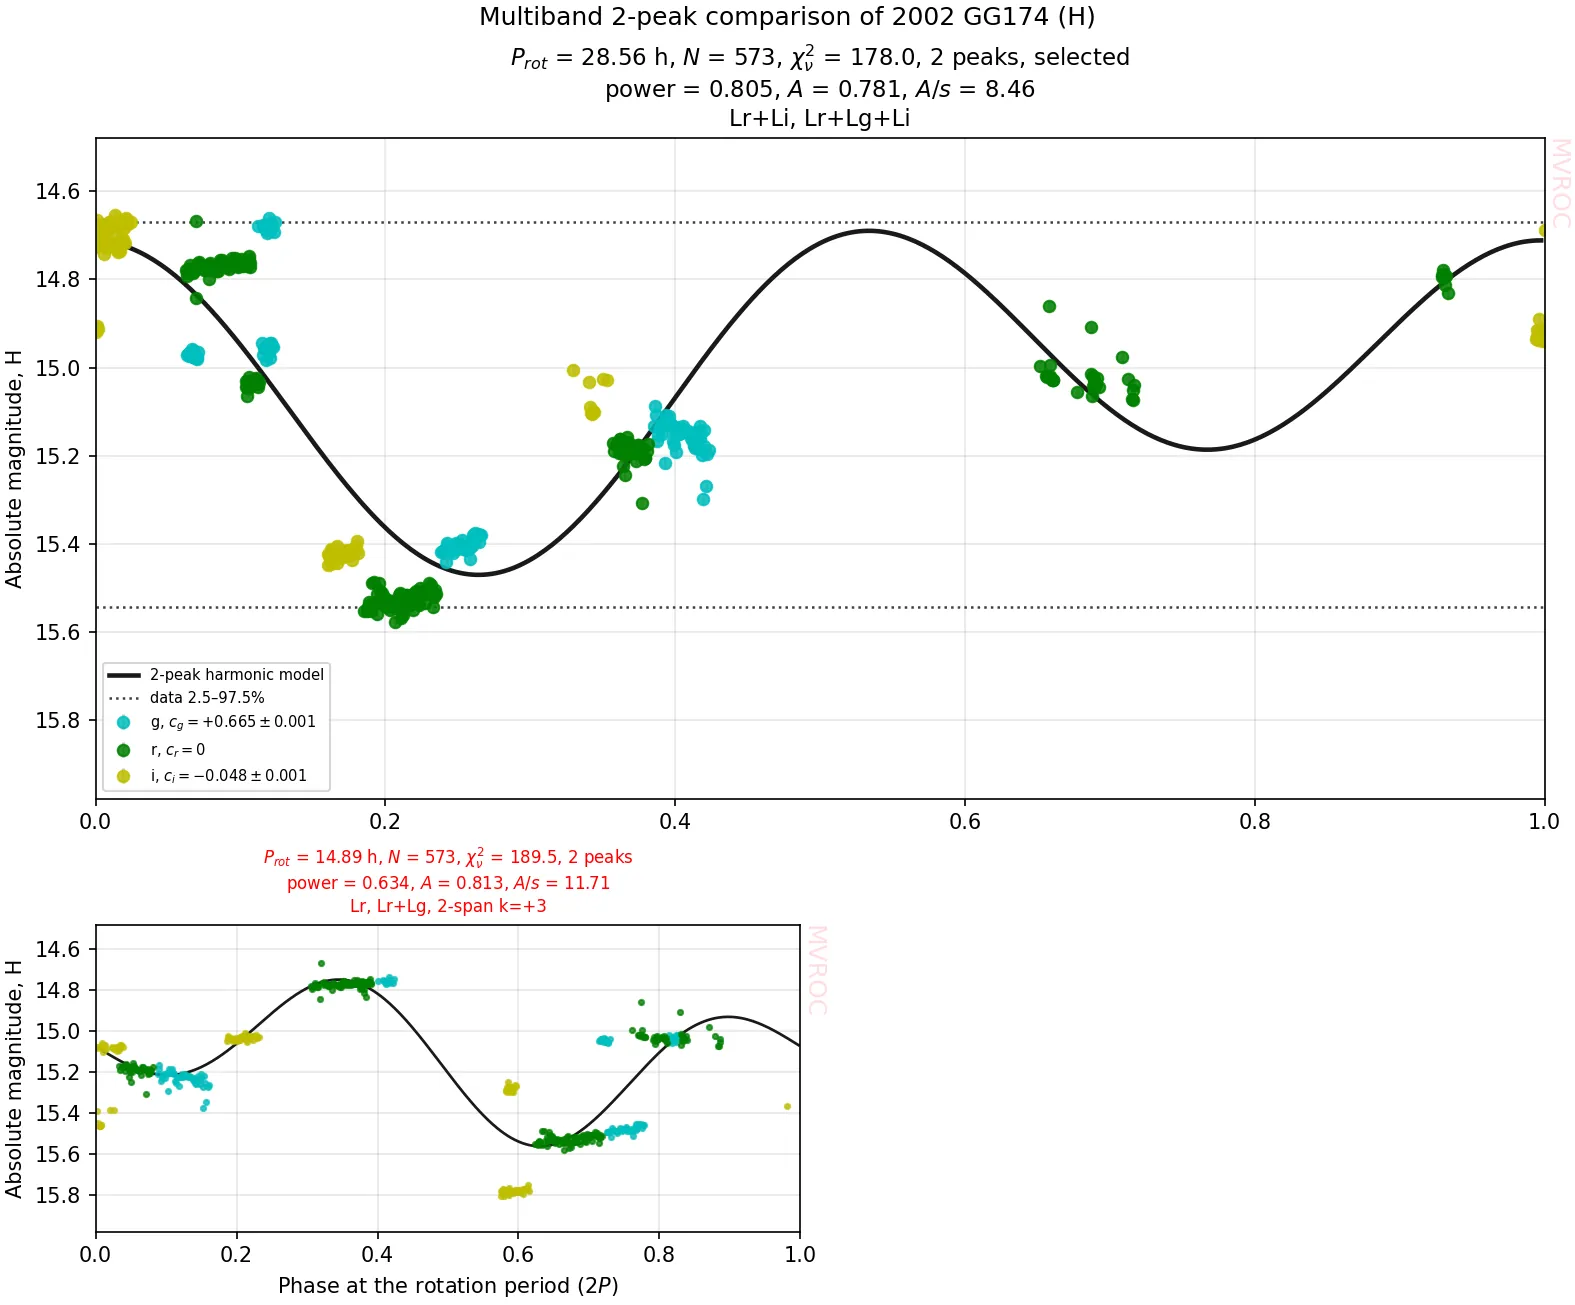 Multiband 2-peak comparison of 2002 GG174 (H)
P_rot = 28.56 h, N = 573, χ²_ν = 178.0, 2 peaks, selected
power = 0.805, A = 0.781, A/s = 8.46
Lr+Li, Lr+Lg+Li
MVROC
Absolute magnitude, H
14.6
14.8
15.0
15.2
15.4
15.6
15.8
2-peak harmonic model
data 2.5–97.5%
g, c_g = +0.665 ± 0.001
r, c_r = 0
i, c_i = −0.048 ± 0.001
0.0 0.2 0.4 0.6 0.8 1.0
P_rot = 14.89 h, N = 573, χ²_ν = 189.5, 2 peaks
power = 0.634, A = 0.813, A/s = 11.71
Lr, Lr+Lg, 2-span k=+3
MVROC
Absolute magnitude, H
14.6
14.8
15.0
15.2
15.4
15.6
15.8
0.0 0.2 0.4 0.6 0.8 1.0
Phase at the rotation period (2P)